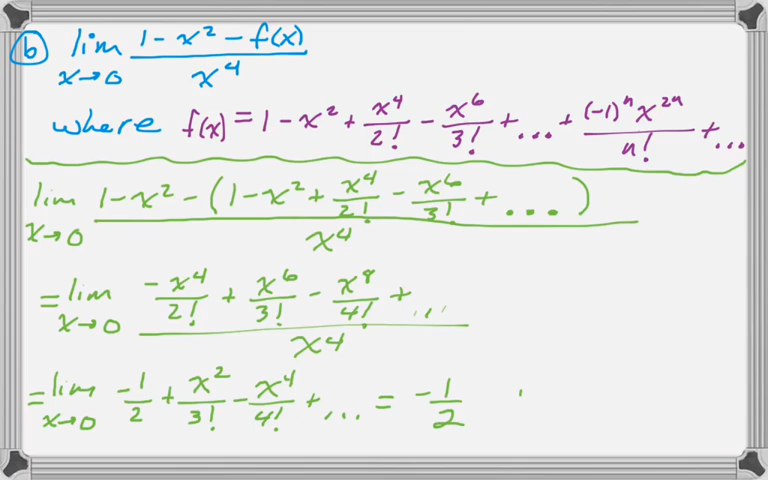 (b) lim x→0 (1 - x² - f(x)) / x⁴
where f(x) = 1 - x² + x⁴/2! - x⁶/3! + ... + (-1)ⁿ x²ⁿ/n! + ...
lim x→0 (1 - x² - (1 - x² + x⁴/2! - x⁶/3! + ...)) / x⁴
= lim x→0 (-x⁴/2! + x⁶/3! - x⁸/4! + ...) / x⁴
= lim x→0 -1/2 + x²/3! - x⁴/4! + ... = -1/2